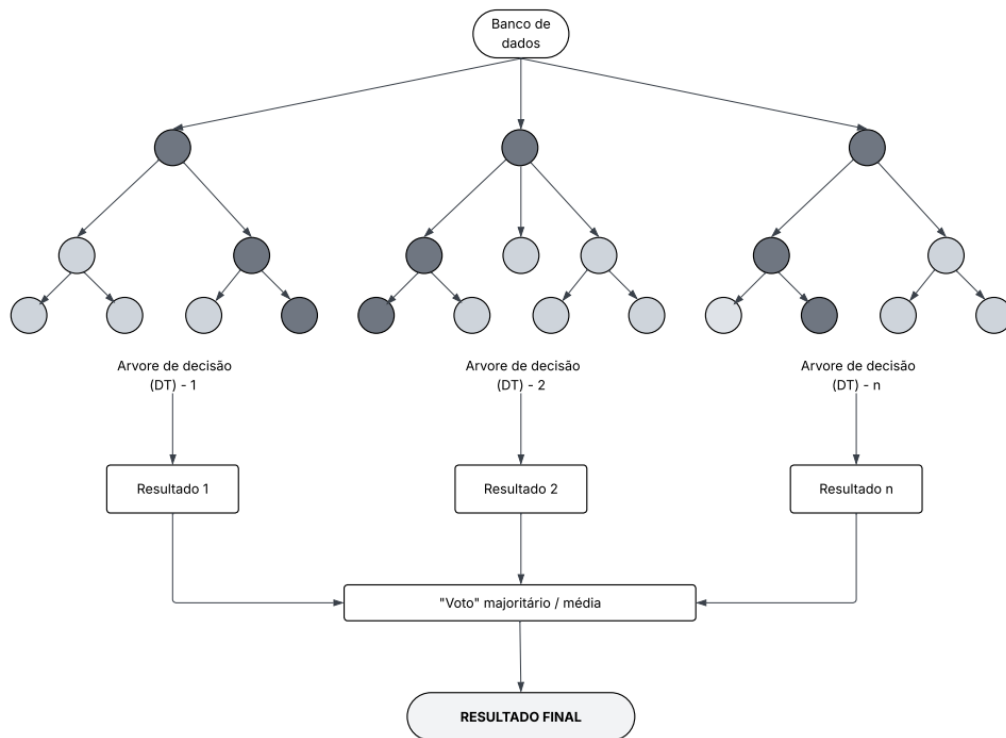 Banco de
dados
Arvore de decisão
(DT) - 1
Arvore de decisão
(DT) - 2
Arvore de decisão
(DT) - n
Resultado 1
Resultado 2
Resultado n
"Voto" majoritário / média
RESULTADO FINAL